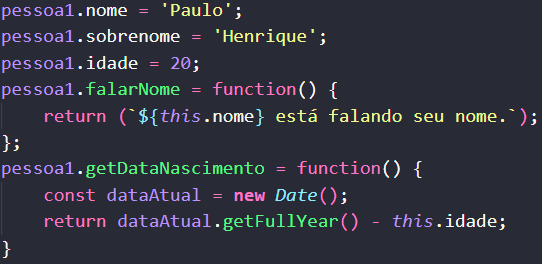 pessoa1.nome = 'Paulo';
pessoa1.sobrenome = 'Henrique';
pessoa1.idade = 20;
pessoa1.falarNome = function() {
    return (`${this.nome} está falando seu nome.`);
};
pessoa1.getDataNascimento = function() {
    const dataAtual = new Date();
    return dataAtual.getFullYear() - this.idade;
}